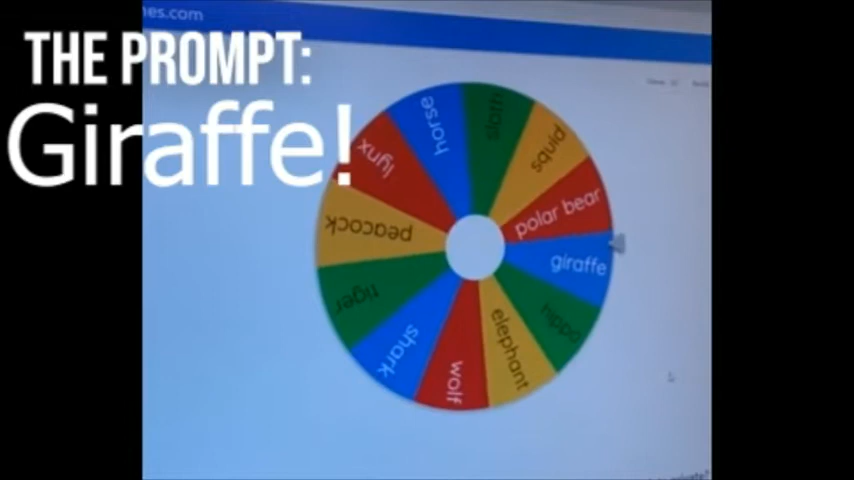 nes.com
THE PROMPT:
Giraffe!
horse
sloth
squid
lynx
polar bear
peacock
giraffe
tiger
hippo
shark
elephant
wolf